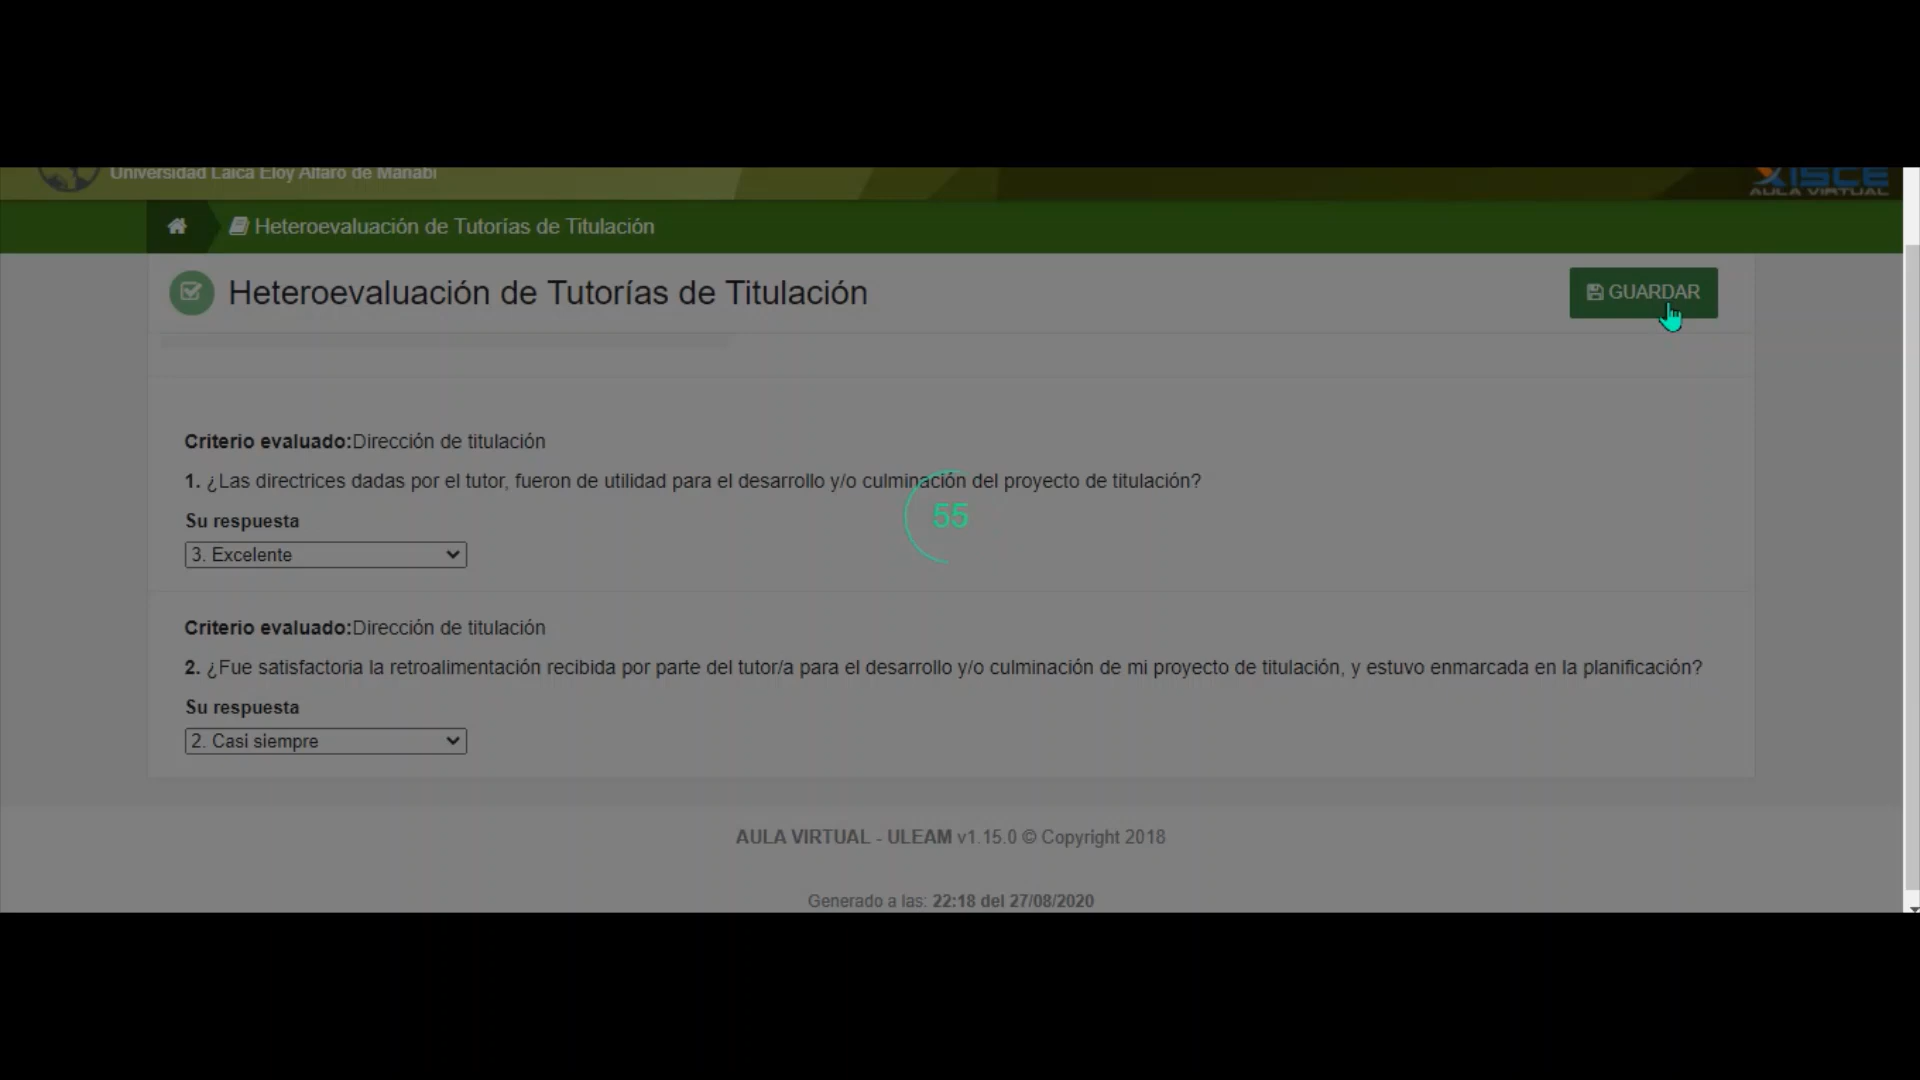 Universidad Laica Eloy Alfaro de Manabí
XISCE
AULA VIRTUAL
Heteroevaluación de Tutorías de Titulación
Heteroevaluación de Tutorías de Titulación
GUARDAR
Criterio evaluado:Dirección de titulación
1. ¿Las directrices dadas por el tutor, fueron de utilidad para el desarrollo y/o culminación del proyecto de titulación?
55
Su respuesta
3. Excelente
Criterio evaluado:Dirección de titulación
2. ¿Fue satisfactoria la retroalimentación recibida por parte del tutor/a para el desarrollo y/o culminación de mi proyecto de titulación, y estuvo enmarcada en la planificación?
Su respuesta
2. Casi siempre
AULA VIRTUAL - ULEAM v1.15.0 © Copyright 2018
Generado a las: 22:18 del 27/08/2020